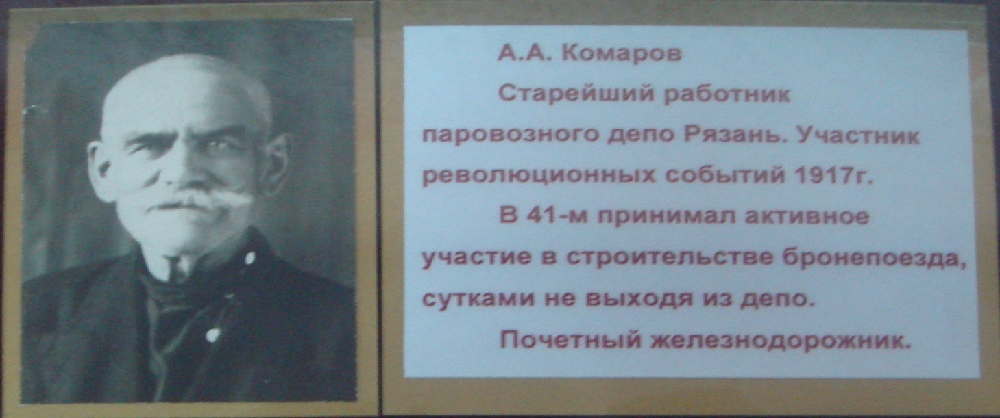 А.А. Комаров
Старейший работник
паровозного депо Рязань. Участник
революционных событий 1917г.
В 41-м принимал активное
участие в строительстве бронепоезда,
сутками не выходя из депо.
Почетный железнодорожник.